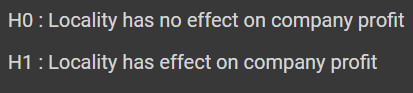 H0 : Locality has no effect on company profit
H1 : Locality has effect on company profit